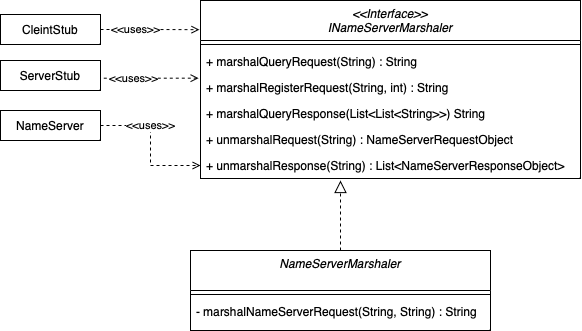 CleintStub
<<uses>>
ServerStub
<<uses>>
NameServer
<<uses>>
<<Interface>>
INameServerMarshaler
+ marshalQueryRequest(String) : String
+ marshalRegisterRequest(String, int) : String
+ marshalQueryResponse(List<List<String>>) String
+ unmarshalRequest(String) : NameServerRequestObject
+ unmarshalResponse(String) : List<NameServerResponseObject>
NameServerMarshaler
- marshalNameServerRequest(String, String) : String